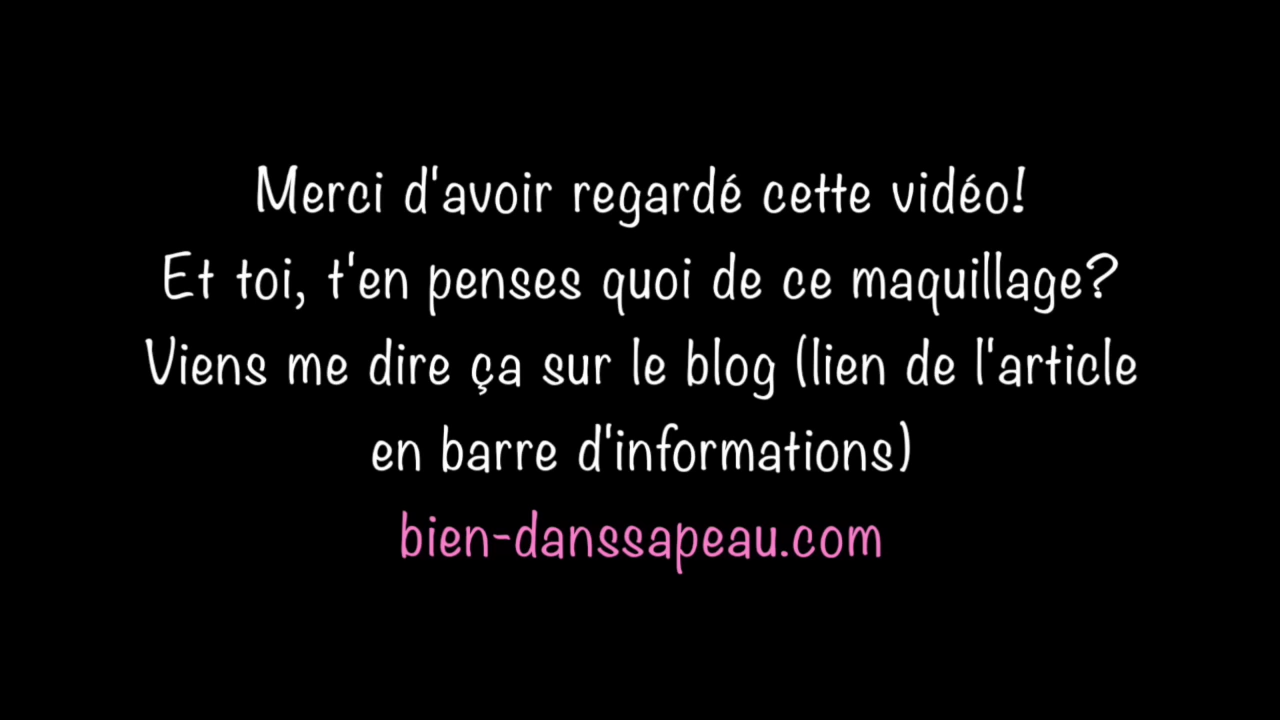 Merci d'avoir regardé cette vidéo!
Et toi, t'en penses quoi de ce maquillage?
Viens me dire ça sur le blog (lien de l'article
en barre d'informations)
bien-danssapeau.com